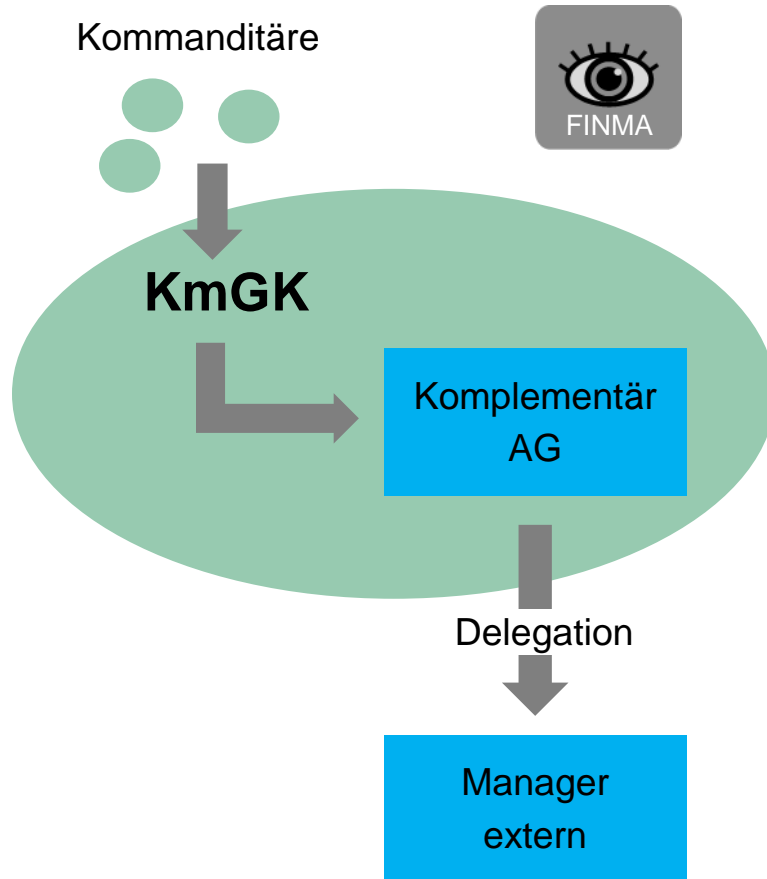 Kommanditäre
FINMA
KmGK
Komplementär
AG
Delegation
Manager
extern